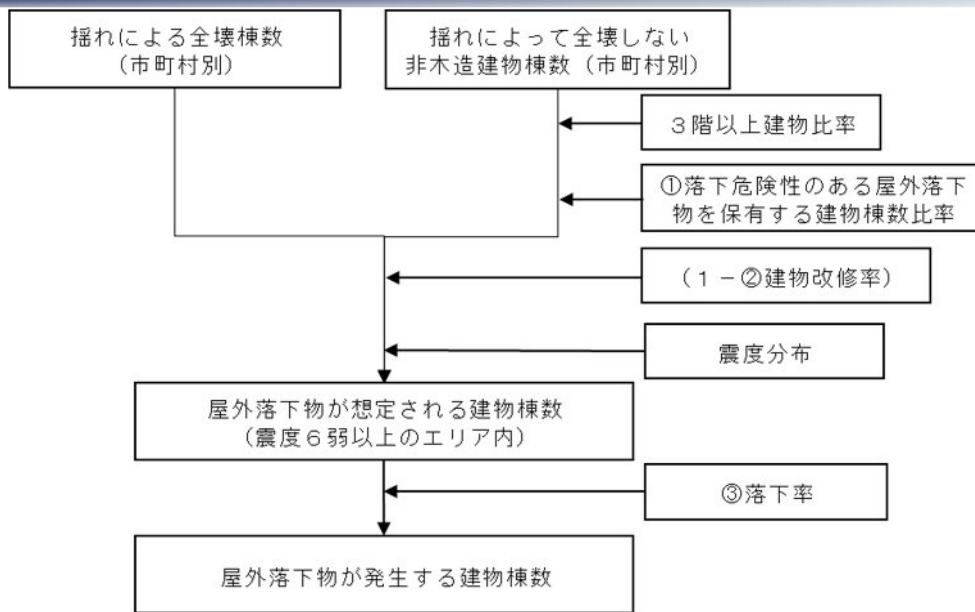 揺れによる全壊棟数
（市町村別）
揺れによって全壊しない
非木造建物棟数（市町村別）
３階以上建物比率
①落下危険性のある屋外落下
物を保有する建物棟数比率
（１－②建物改修率）
震度分布
屋外落下物が想定される建物棟数
（震度６弱以上のエリア内）
③落下率
屋外落下物が発生する建物棟数